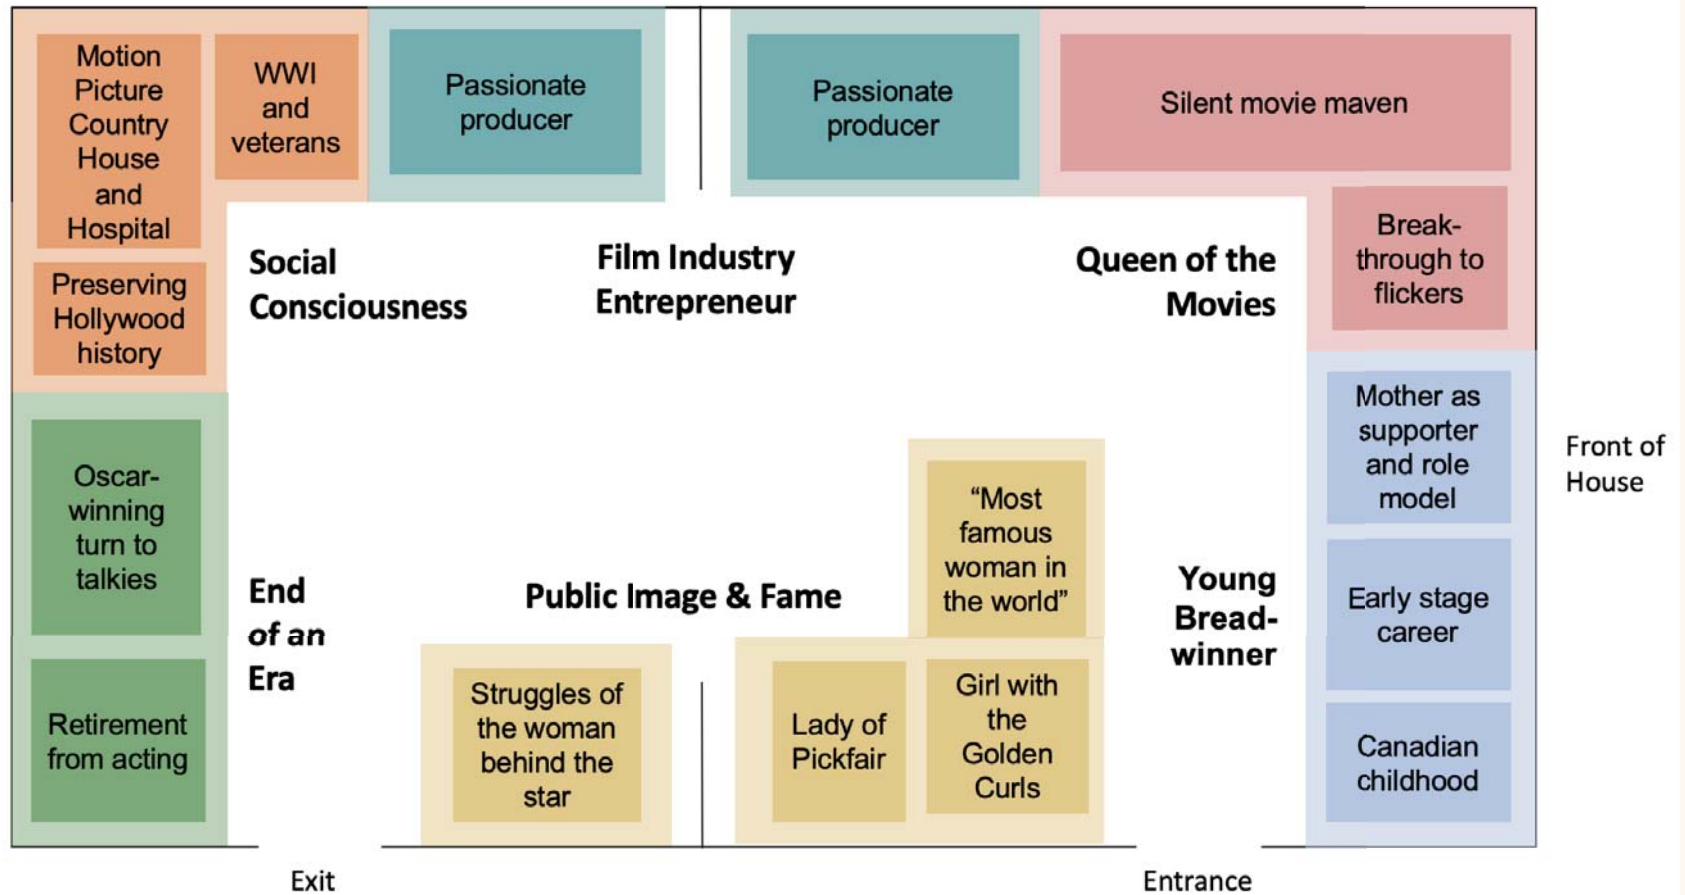 Motion
Picture
Country
House
and
Hospital
WWI
and
veterans
Passionate
producer
Passionate
producer
Silent movie maven
Break-
through to
flickers
Preserving
Hollywood
history
Social
Consciousness
Film Industry
Entrepreneur
Queen of the
Movies
Mother as
supporter
and role
model
Front of
House
Oscar-
winning
turn to
talkies
“Most
famous
woman in
the world”
End
of an
Era
Public Image & Fame
Young
Bread-
winner
Early stage
career
Retirement
from acting
Struggles of
the woman
behind the
star
Lady of
Pickfair
Girl with
the
Golden
Curls
Canadian
childhood
Exit
Entrance